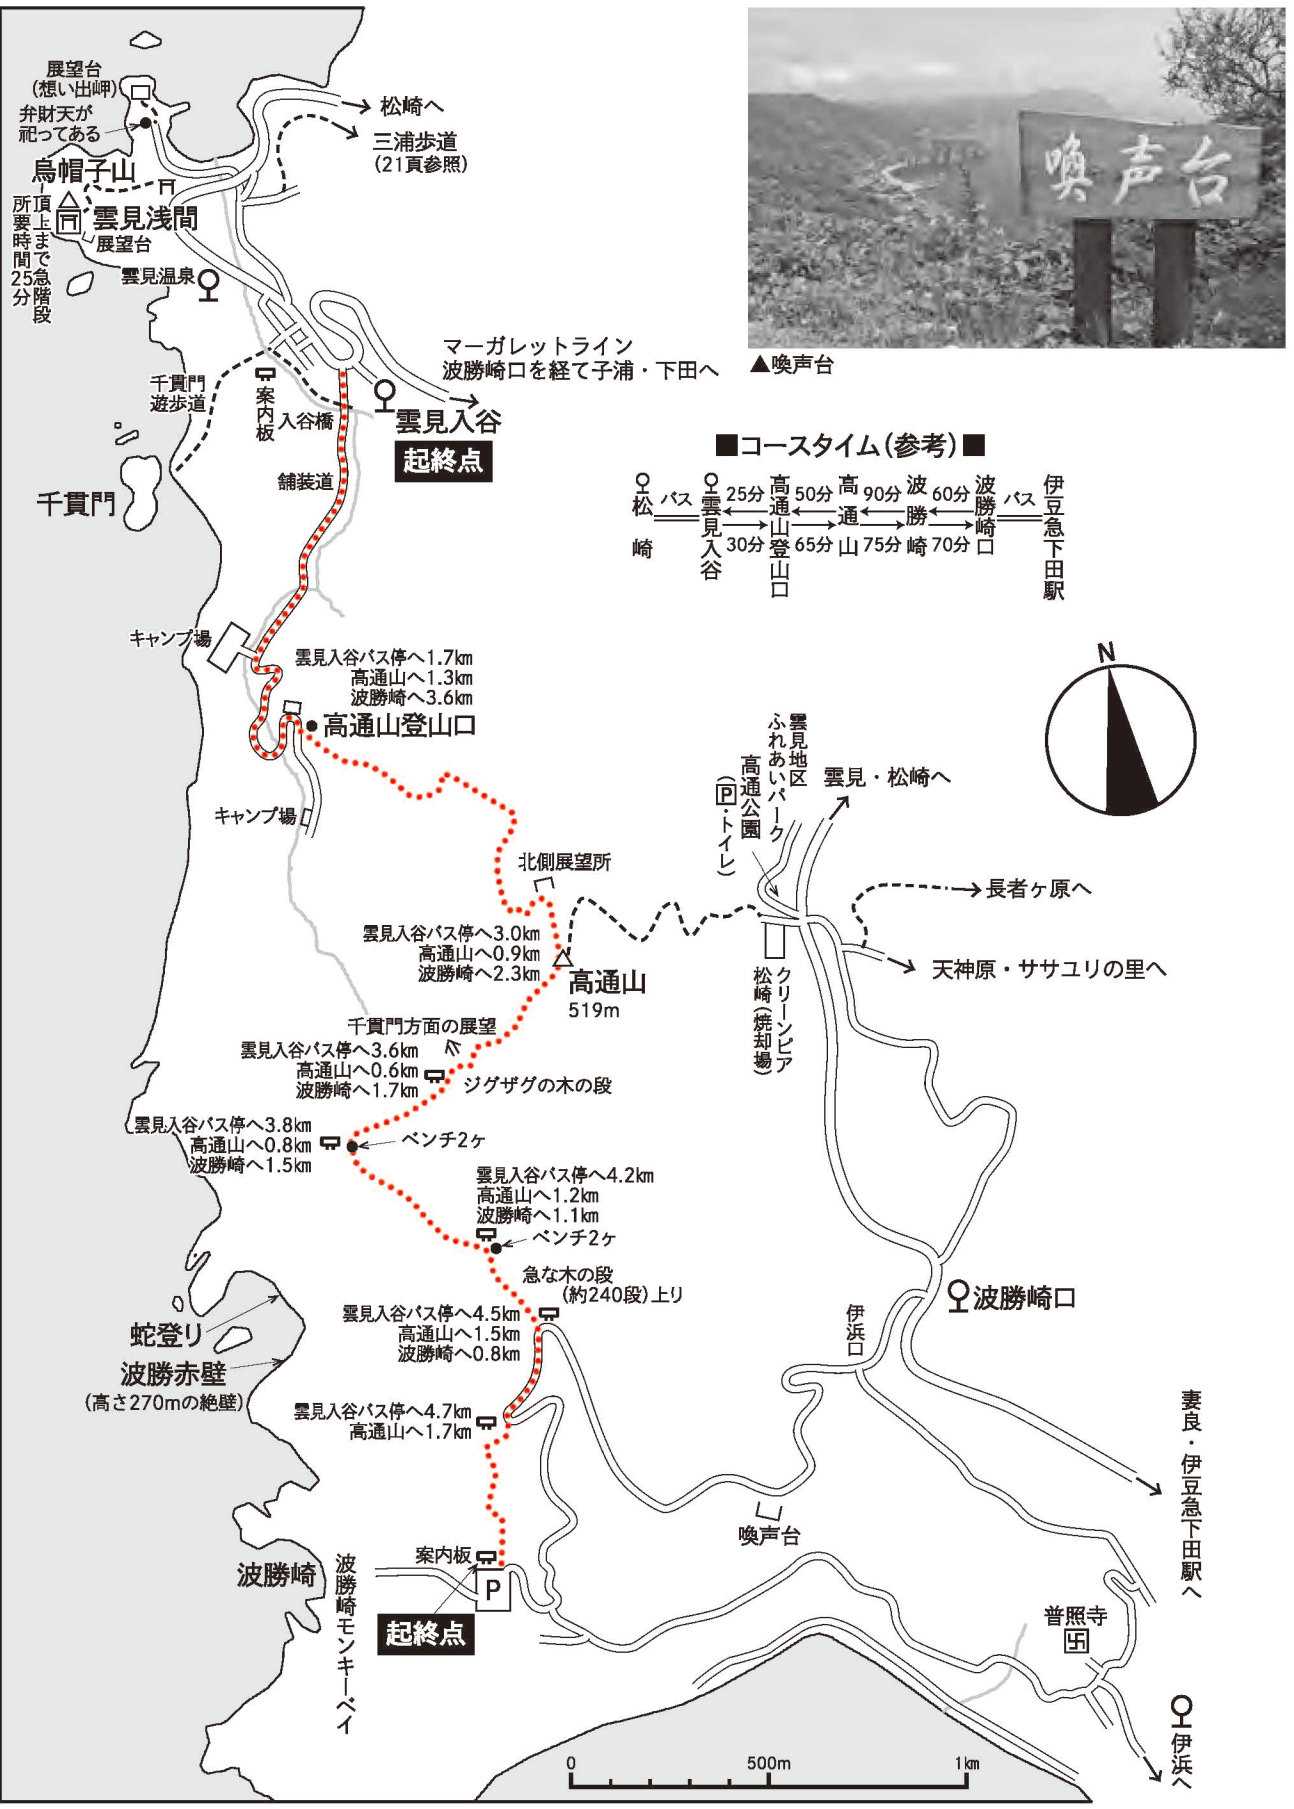 展望台
(想い出岬)
弁財天が
祀ってある
烏帽子山
雲見浅間
展望台
頂上まで急階段
所要時間25分
雲見温泉
松崎へ
三浦歩道
(21頁参照)
喚声台
▲喚声台
マーガレットライン
波勝崎口を経て子浦・下田へ
千貫門
遊歩道
案内板
入谷橋
雲見入谷
起終点
舗装道
千貫門
■コースタイム(参考)■
松崎
バス
雲見入谷
25分
30分
高通山登山口
50分
65分
高通山
90分
75分
波勝崎
60分
70分
波勝崎口
バス
伊豆急下田駅
キャンプ場
雲見入谷バス停へ1.7km
高通山へ1.3km
波勝崎へ3.6km
高通山登山口
キャンプ場
N
雲見地区
ふれあいパーク
高通公園
(P・トイレ)
雲見・松崎へ
北側展望所
長者ヶ原へ
雲見入谷バス停へ3.0km
高通山へ0.9km
波勝崎へ2.3km
高通山
519m
天神原・ササユリの里へ
クリーンピア
松崎(焼却場)
千貫門方面の展望
雲見入谷バス停へ3.6km
高通山へ0.6km
波勝崎へ1.7km
ジグザグの木の段
雲見入谷バス停へ3.8km
高通山へ0.8km
波勝崎へ1.5km
ベンチ2ヶ
雲見入谷バス停へ4.2km
高通山へ1.2km
波勝崎へ1.1km
ベンチ2ヶ
急な木の段
(約240段)上り
雲見入谷バス停へ4.5km
高通山へ1.5km
波勝崎へ0.8km
蛇登り
波勝赤壁
(高さ270mの絶壁)
伊浜口
波勝崎口
雲見入谷バス停へ4.7km
高通山へ1.7km
妻良・伊豆急下田駅へ
喚声台
案内板
P
波勝崎
波勝崎モンキーベイ
起終点
普照寺
卍
伊浜へ
0
500m
1km